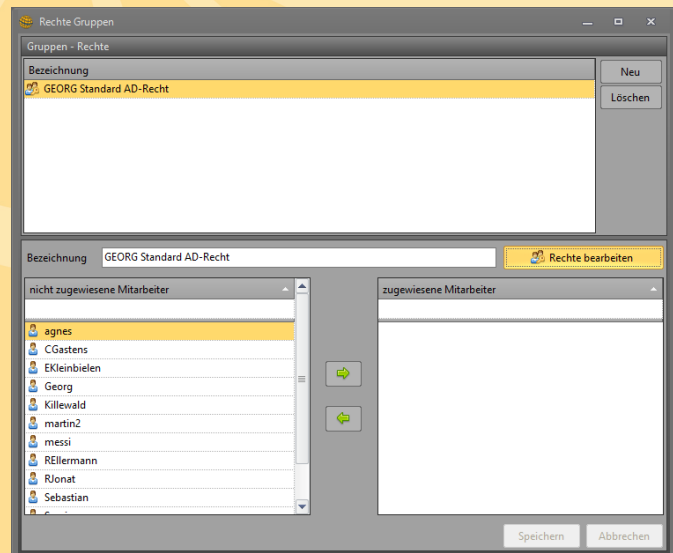 Rechte Gruppen
Gruppen - Rechte
Bezeichnung
Neu
GEORG Standard AD-Recht
Löschen
Bezeichnung GEORG Standard AD-Recht Rechte bearbeiten
nicht zugewiesene Mitarbeiter
zugewiesene Mitarbeiter
agnes
CGastens
EKleinbielen
Georg
Killewald
martin2
messi
REllermann
RJonat
Sebastian
Speichern Abbrechen